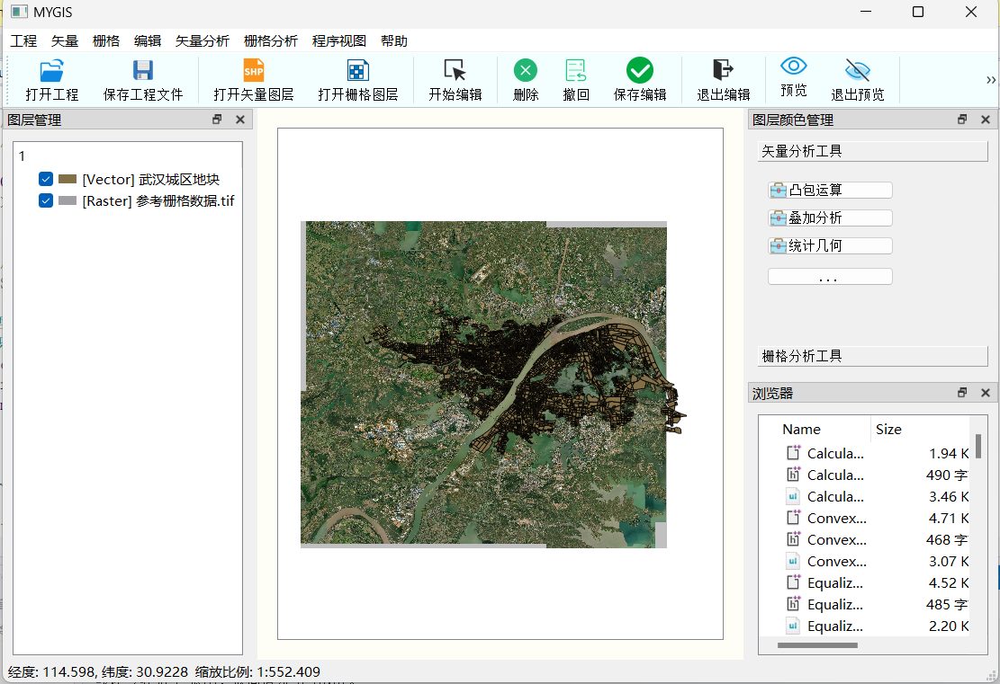 MYGIS
工程 矢量 栅格 编辑 矢量分析 栅格分析 程序视图 帮助
SHP
打开工程 保存工程文件 打开矢量图层 打开栅格图层 开始编辑 删除 撤回 保存编辑 退出编辑 预览 退出预览
图层管理
1
[Vector] 武汉城区地块
[Raster] 参考栅格数据.tif
图层颜色管理
矢量分析工具
凸包运算
叠加分析
统计几何
...
栅格分析工具
浏览器
Name Size
Calcula... 1.94 K
Calcula... 490 字
ui Calcula... 3.46 K
Convex... 4.71 K
Convex... 468 字
ui Convex... 3.07 K
Equaliz... 4.52 K
Equaliz... 485 字
ui Equaliz... 2.20 K
经度: 114.598, 纬度: 30.9228 缩放比例: 1:552.409